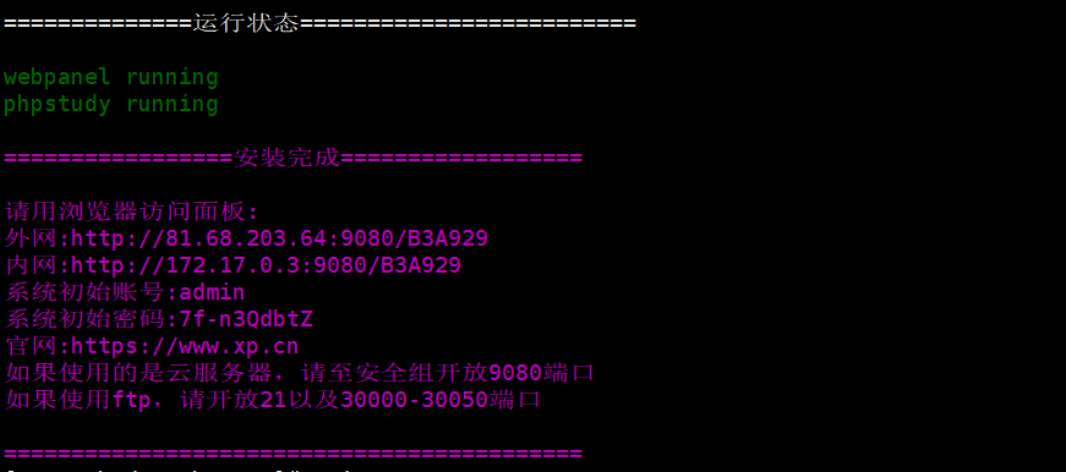 ==============运行状态=========================
webpanel running
phpstudy running
=================安装完成==================
请用浏览器访问面板:
外网:http://81.68.203.64:9080/B3A929
内网:http://172.17.0.3:9080/B3A929
系统初始账号:admin
系统初始密码:7f-n3QdbtZ
官网:https://www.xp.cn
如果使用的是云服务器，请至安全组开放9080端口
如果使用ftp，请开放21以及30000-30050端口
===========================================